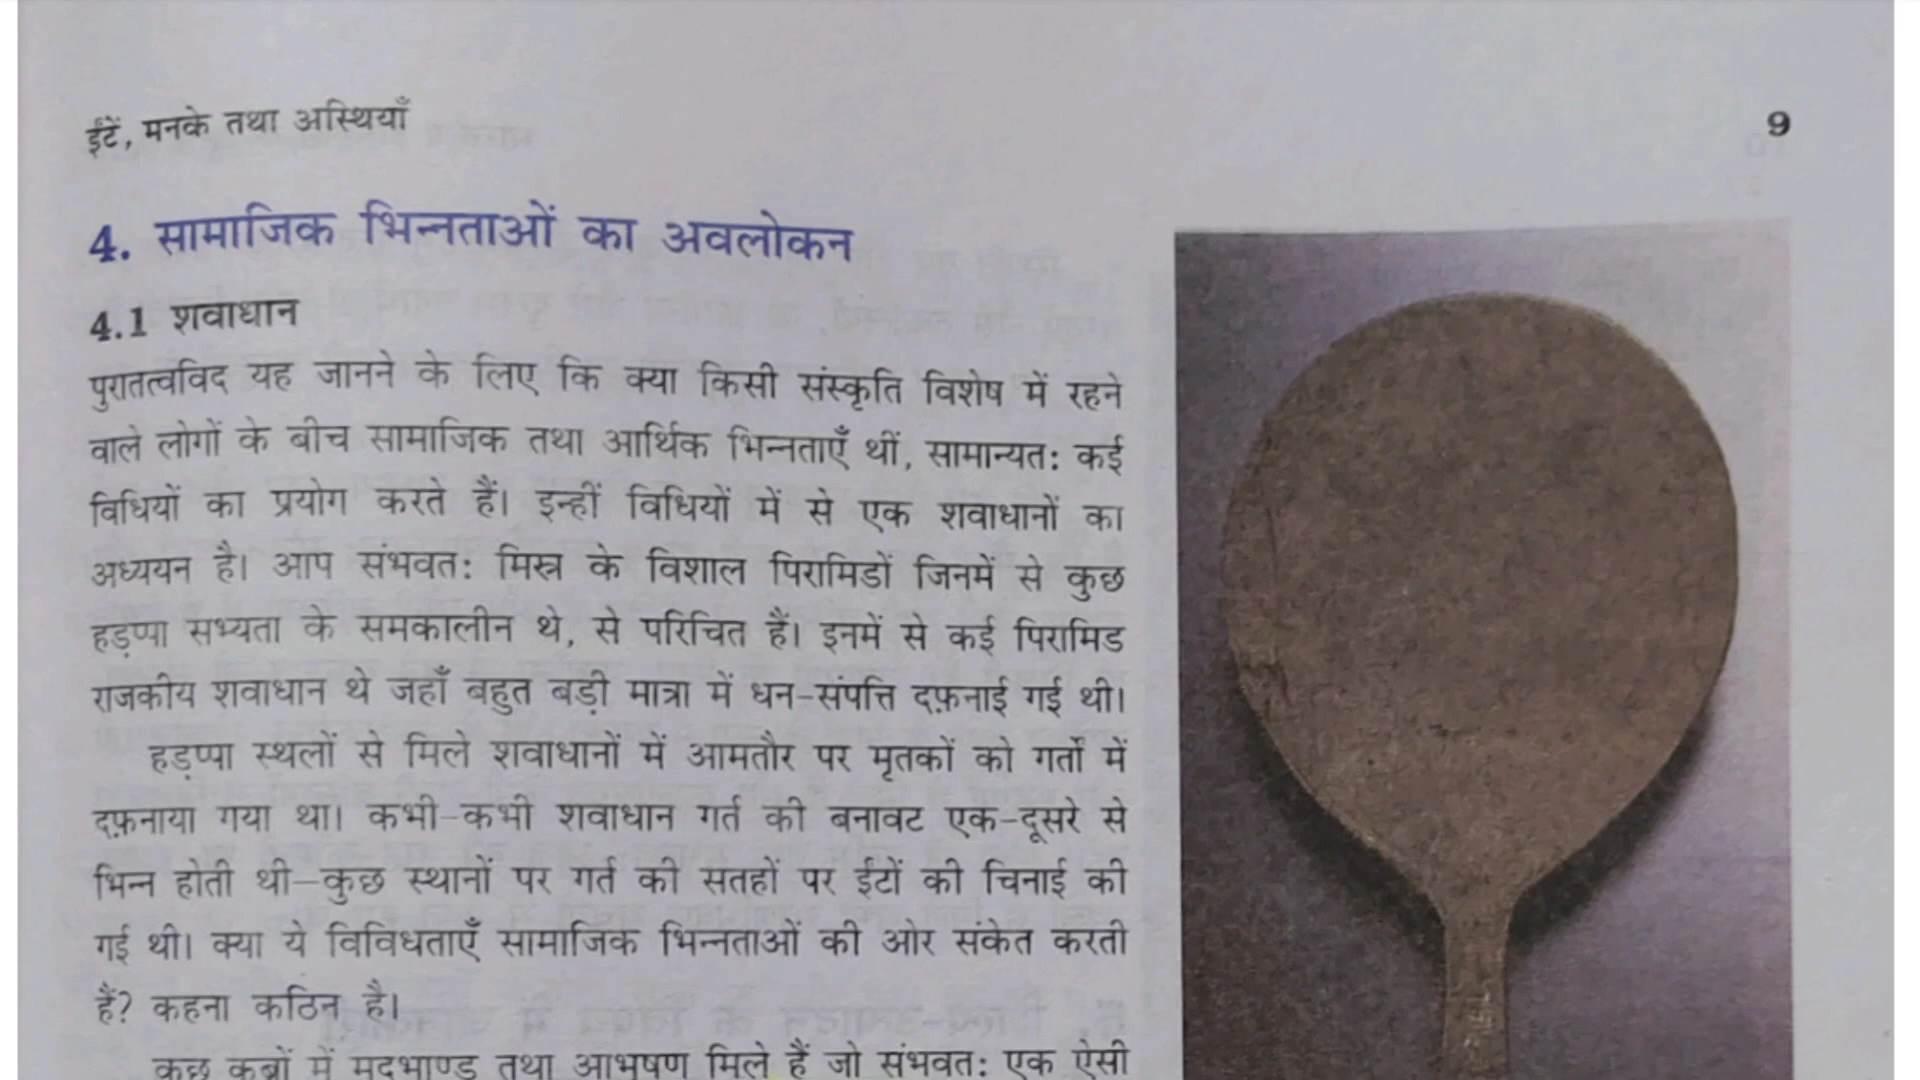 ईंटें, मनके तथा अस्थियाँ
9
4. सामाजिक भिन्नताओं का अवलोकन
4.1 शवाधान
पुरातत्वविद यह जानने के लिए कि क्या किसी संस्कृति विशेष में रहने
वाले लोगों के बीच सामाजिक तथा आर्थिक भिन्नताएँ थीं, सामान्यत: कई
विधियों का प्रयोग करते हैं। इन्हीं विधियों में से एक शवाधानों का
अध्ययन है। आप संभवत: मिस्र के विशाल पिरामिडों जिनमें से कुछ
हड़प्पा सभ्यता के समकालीन थे, से परिचित हैं। इनमें से कई पिरामिड
राजकीय शवाधान थे जहाँ बहुत बड़ी मात्रा में धन-संपत्ति दफ़नाई गई थी।
हड़प्पा स्थलों से मिले शवाधानों में आमतौर पर मृतकों को गर्तों में
दफ़नाया गया था। कभी-कभी शवाधान गर्त की बनावट एक-दूसरे से
भिन्न होती थी–कुछ स्थानों पर गर्त की सतहों पर ईंटों की चिनाई की
गई थी। क्या ये विविधताएँ सामाजिक भिन्नताओं की ओर संकेत करती
हैं? कहना कठिन है।
कुछ कब्रों में मृदभाण्ड तथा आभूषण मिले हैं जो संभवत: एक ऐसी